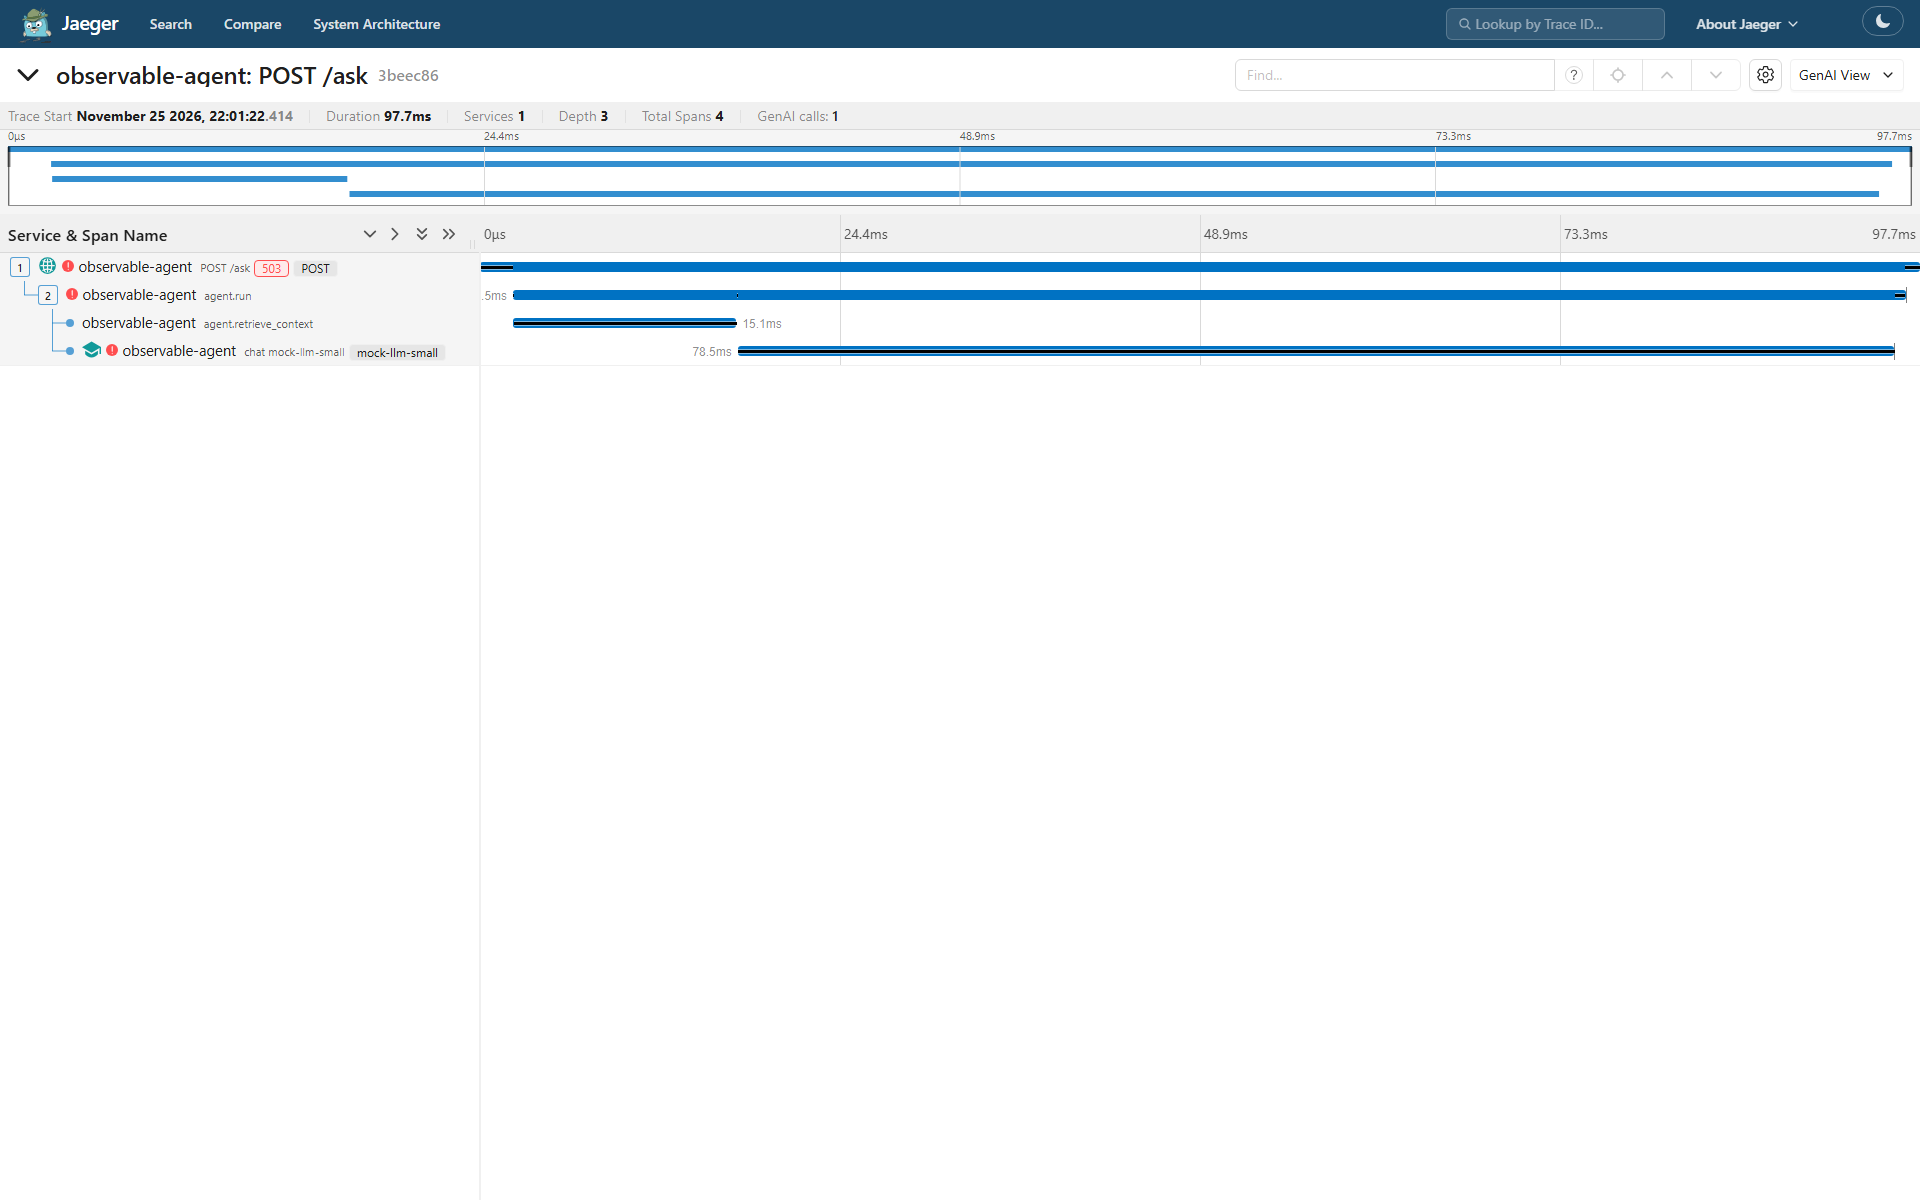 Jaeger Search Compare System Architecture Lookup by Trace ID... About Jaeger
observable-agent: POST /ask 3beec86 Find... ? GenAI View
Trace Start November 25 2026, 22:01:22.414 Duration 97.7ms Services 1 Depth 3 Total Spans 4 GenAI calls: 1
0μs 24.4ms 48.9ms 73.3ms 97.7ms
Service & Span Name 0μs 24.4ms 48.9ms 73.3ms 97.7ms
1 observable-agent POST /ask 503 POST
2 observable-agent agent.run .5ms
observable-agent agent.retrieve_context 15.1ms
observable-agent chat mock-llm-small mock-llm-small 78.5ms